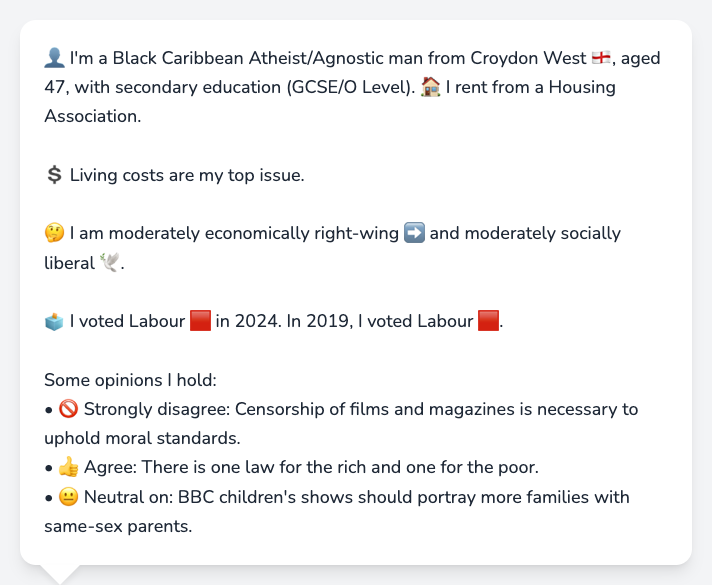 👤 I'm a Black Caribbean Atheist/Agnostic man from Croydon West 🏴󠁧󠁢󠁥󠁮󠁧󠁿, aged
47, with secondary education (GCSE/O Level). 🏠 I rent from a Housing
Association.
💲 Living costs are my top issue.
🤔 I am moderately economically right-wing ➡️ and moderately socially
liberal 🕊️.
🗳️ I voted Labour 🟥 in 2024. In 2019, I voted Labour 🟥.
Some opinions I hold:
• 🚫 Strongly disagree: Censorship of films and magazines is necessary to
uphold moral standards.
• 👍 Agree: There is one law for the rich and one for the poor.
• 😐 Neutral on: BBC children's shows should portray more families with
same-sex parents.